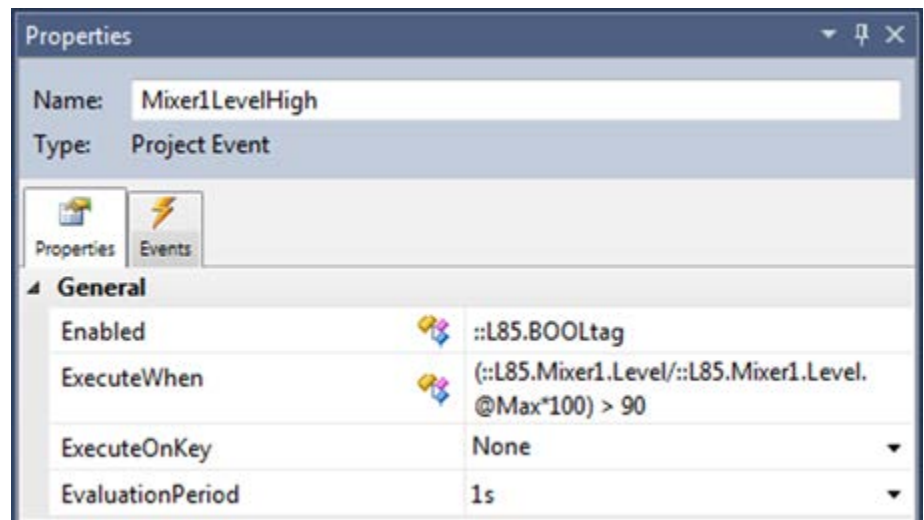 Properties
Name: Mixer1LevelHigh
Type: Project Event
Properties Events
General
Enabled ::L85.BOOLtag
ExecuteWhen (::L85.Mixer1.Level/::L85.Mixer1.Level.
@Max*100) > 90
ExecuteOnKey None
EvaluationPeriod 1s